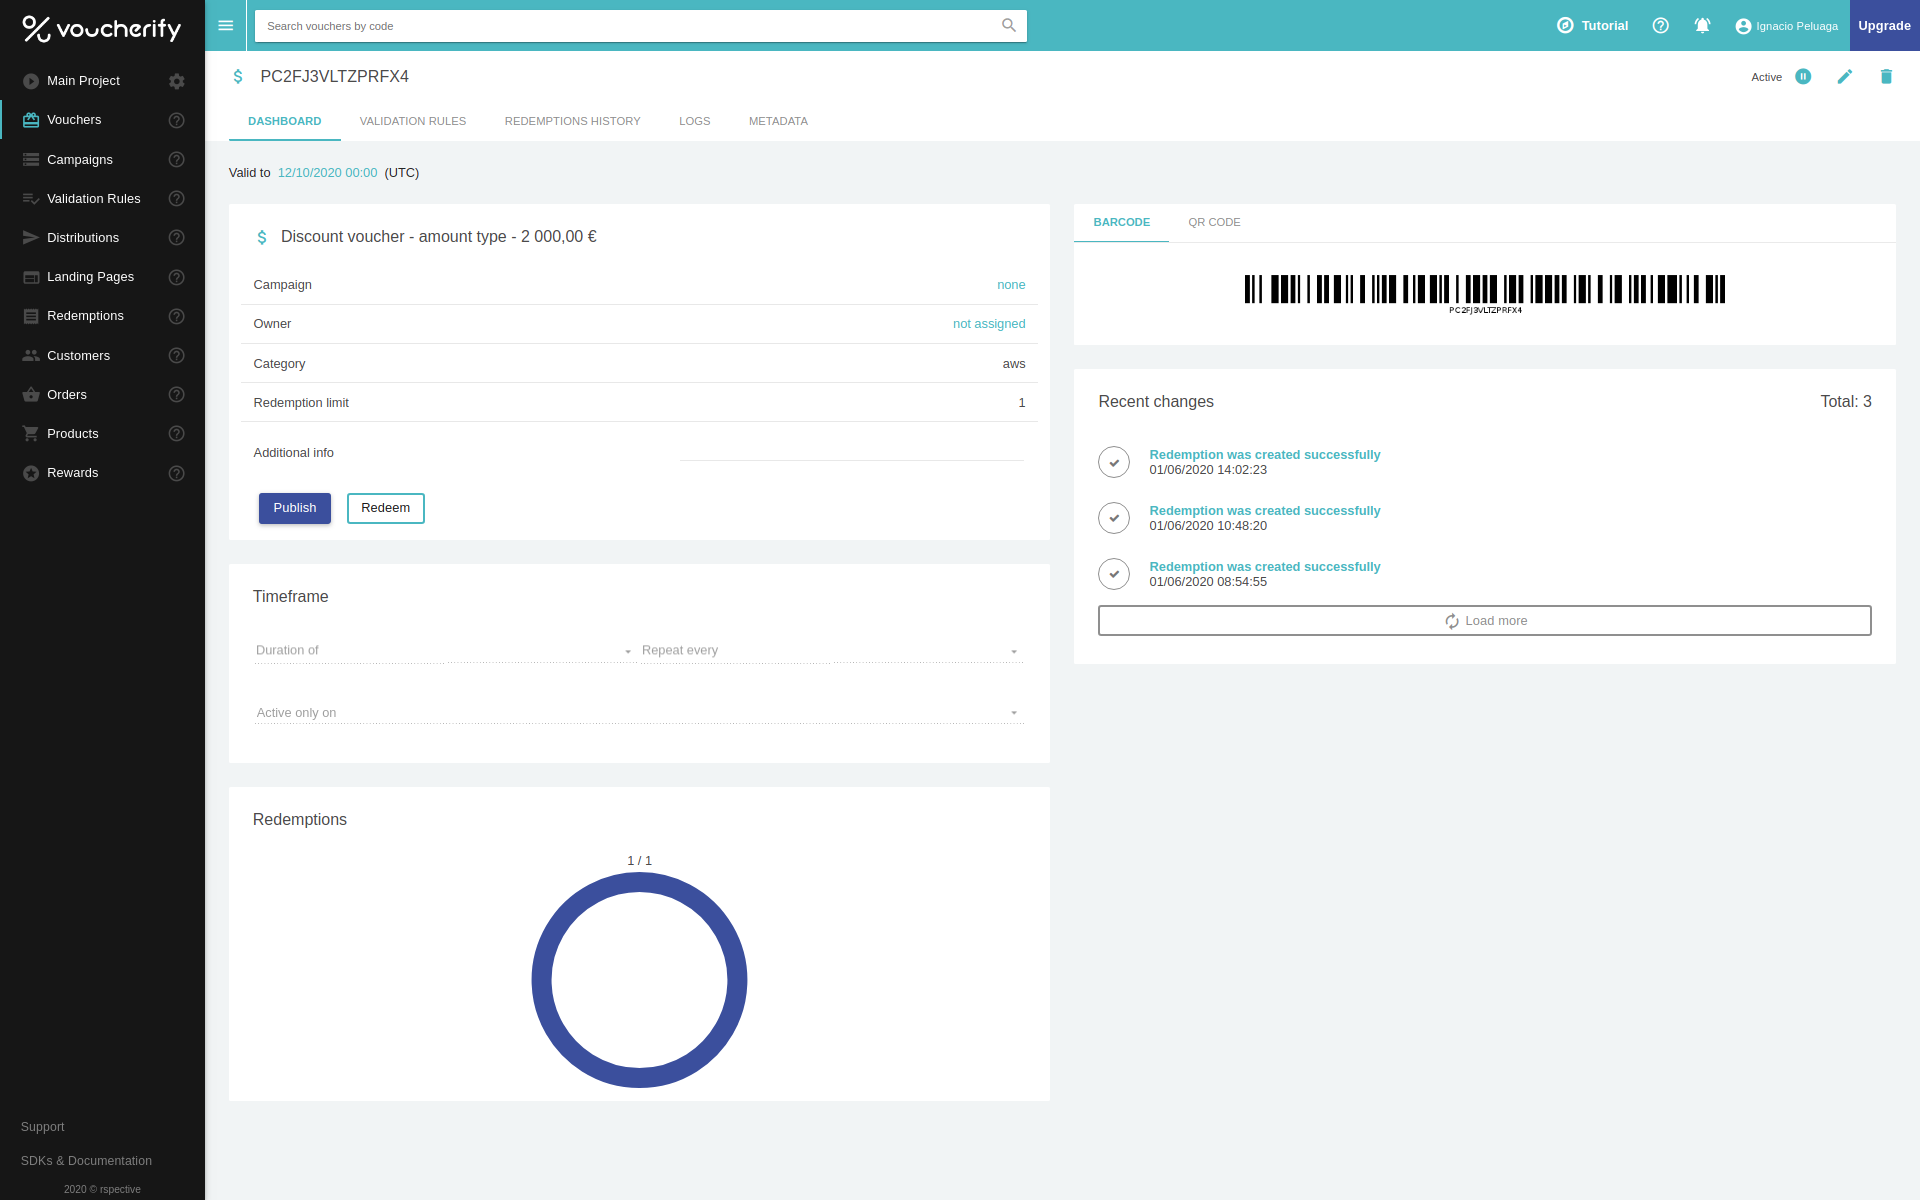 voucherify
Search vouchers by code
Tutorial
Ignacio Peluaga
Upgrade
Main Project
Vouchers
Campaigns
Validation Rules
Distributions
Landing Pages
Redemptions
Customers
Orders
Products
Rewards
Support
SDKs & Documentation
2020 © rspective
PC2FJ3VLTZPRFX4
Active
DASHBOARD
VALIDATION RULES
REDEMPTIONS HISTORY
LOGS
METADATA
Valid to 12/10/2020 00:00 (UTC)
Discount voucher - amount type - 2 000,00 €
Campaign none
Owner not assigned
Category aws
Redemption limit 1
Additional info
Publish
Redeem
Timeframe
Duration of
Repeat every
Active only on
Redemptions
1 / 1
BARCODE
QR CODE
PC2FJ3VLTZPRFX4
Recent changes
Total: 3
Redemption was created successfully
01/06/2020 14:02:23
Redemption was created successfully
01/06/2020 10:48:20
Redemption was created successfully
01/06/2020 08:54:55
Load more